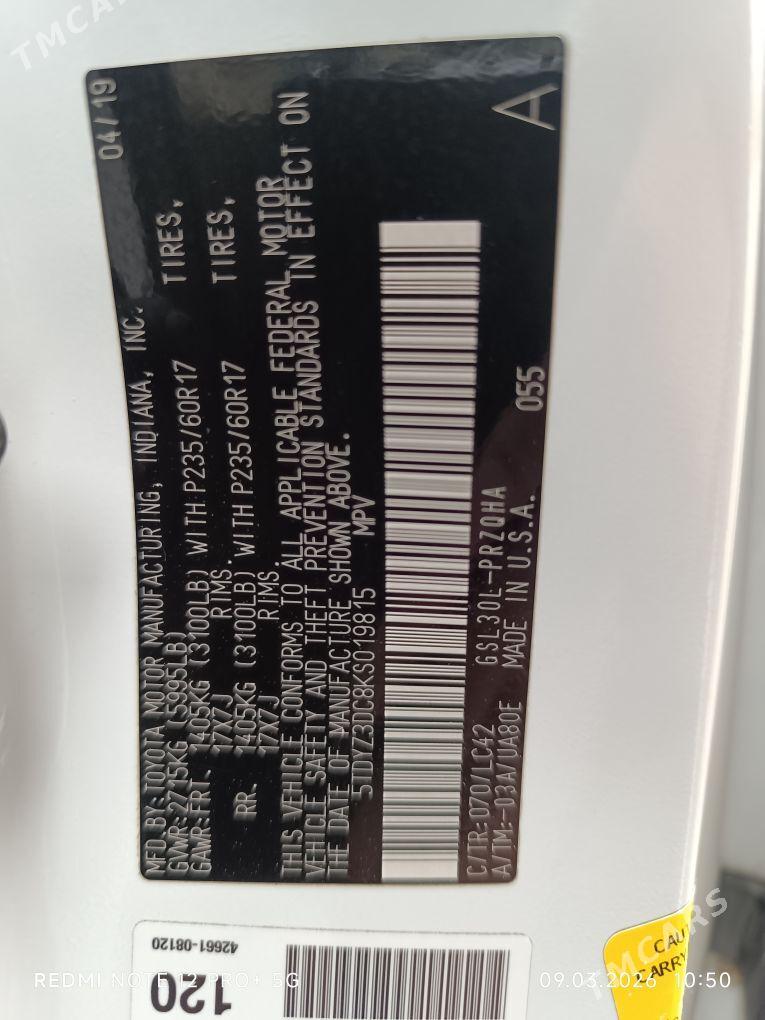 TMCARS
MFD BY: TOYOTA MOTOR MANUFACTURING, INDIANA, INC. 04/19
GVWR: 2715KG (5995LB)
GAWR: FRT. 1405KG (3100LB) WITH P235/60R17 TIRES,
17X7J RIMS.
RR. 1405KG (3100LB) WITH P235/60R17 TIRES,
17X7J RIMS.
THIS VEHICLE CONFORMS TO ALL APPLICABLE FEDERAL MOTOR
VEHICLE SAFETY AND THEFT PREVENTION STANDARDS IN EFFECT ON
THE DATE OF MANUFACTURE SHOWN ABOVE.
5TDYZ3DC8KS019815 MPV
C/TR: 070/LC42 GSL30L-PRZQHA 055 A
A/TM: -03A/UA80E MADE IN U.S.A.
42661-08120
120
CAU
CARRY
TMCARS
REDMI NOTE 12 PRO+ 5G
09.03.2026 10:50